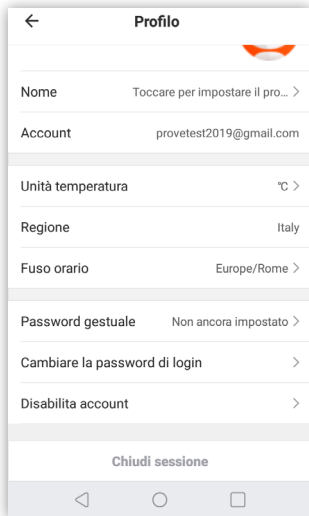 Profilo
Nome Toccare per impostare il pro...
Account provetest2019@gmail.com
Unità temperatura °C
Regione Italy
Fuso orario Europe/Rome
Password gestuale Non ancora impostato
Cambiare la password di login
Disabilita account
Chiudi sessione